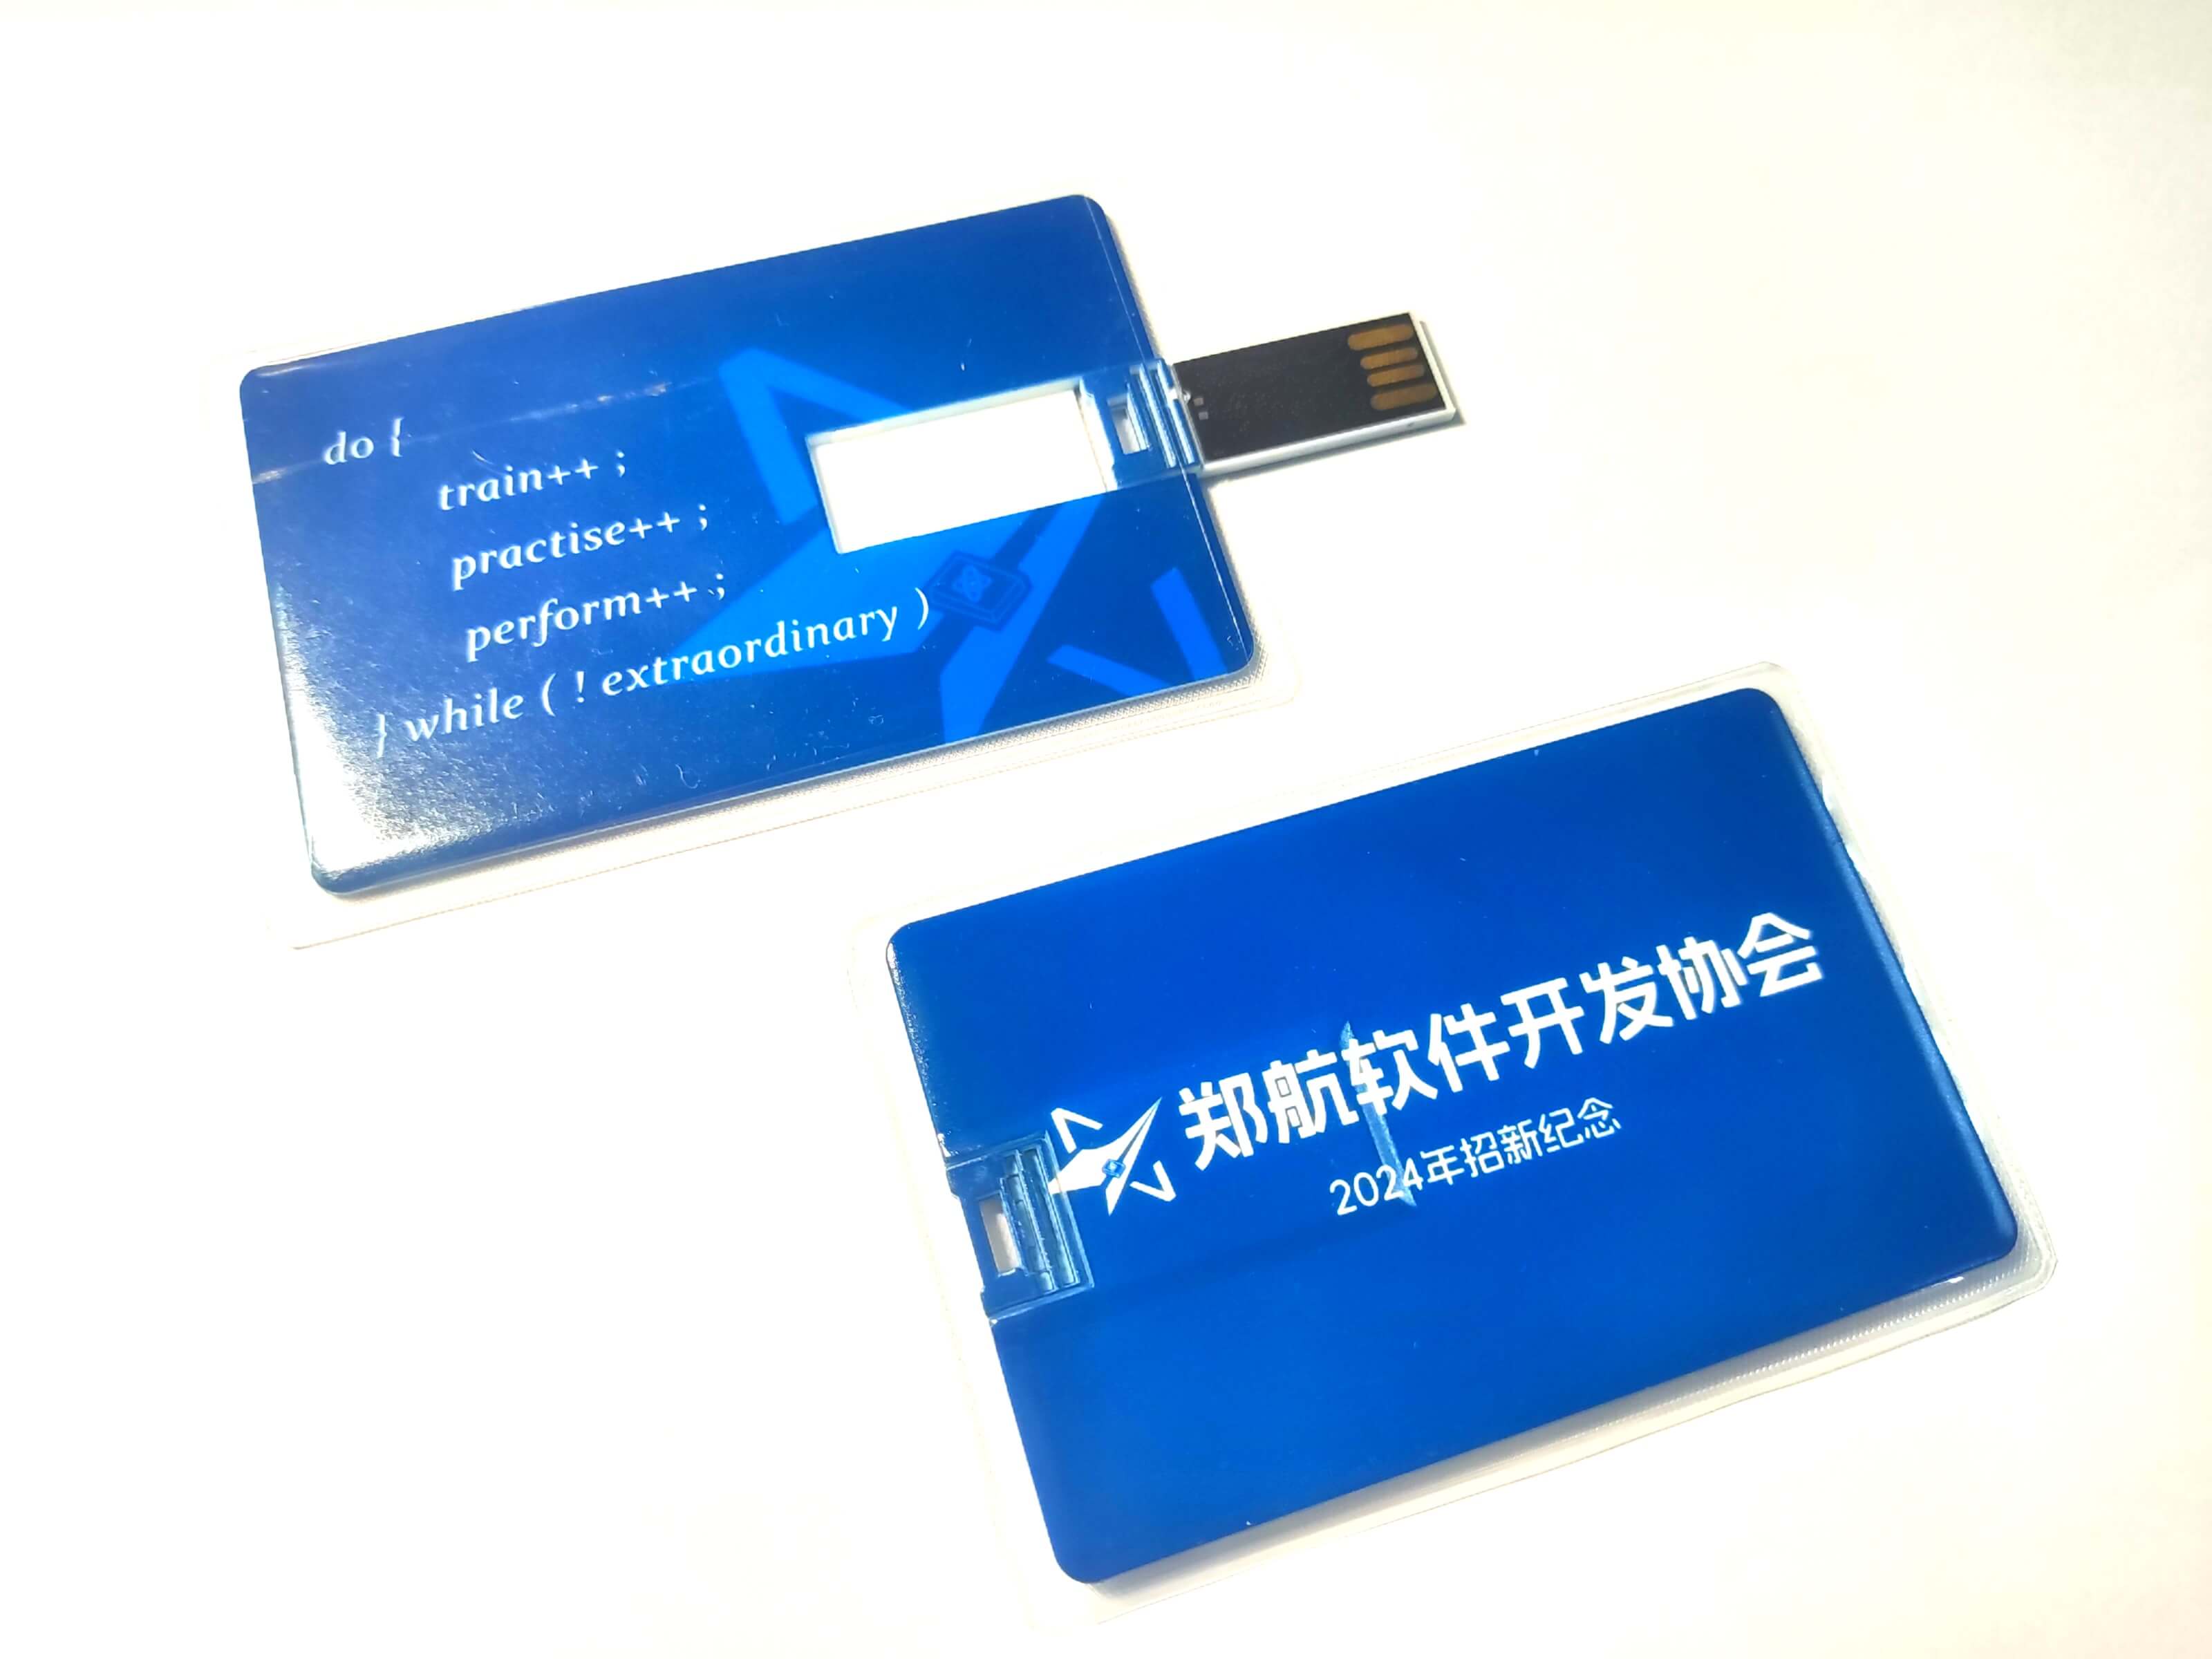 do {
train++ ;
practise++ ;
perform++ ;
} while ( ! extraordinary )
郑航软件开发协会
2024年招新纪念